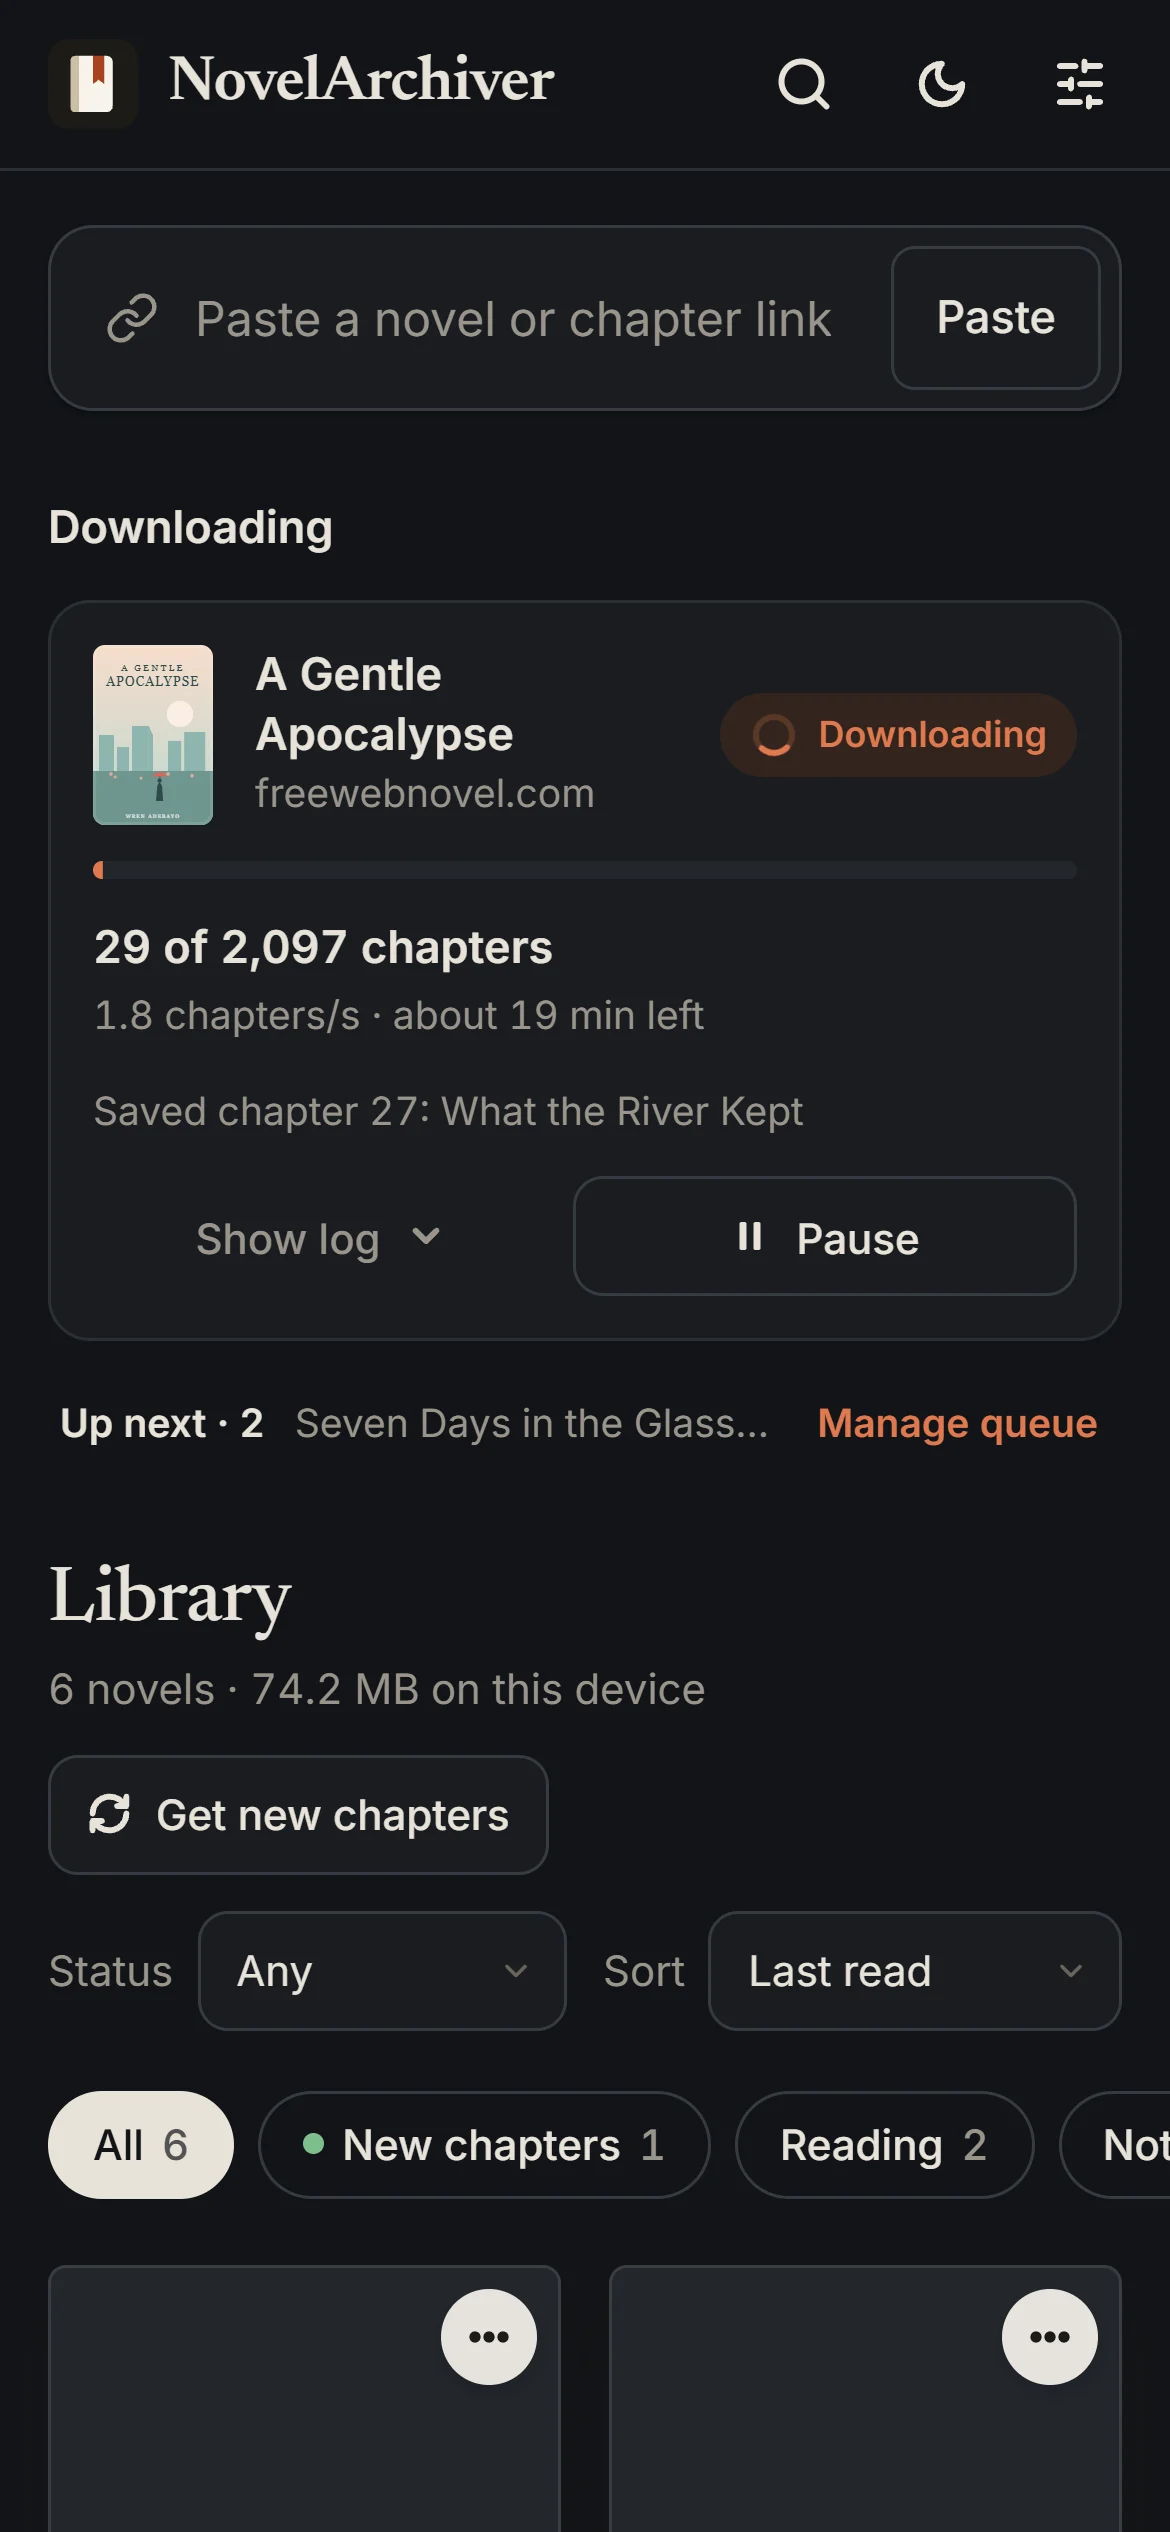 NovelArchiver
Paste a novel or chapter link
Paste
Downloading
A GENTLE
APOCALYPSE
WREN ADEBAYO
A Gentle
Apocalypse
freewebnovel.com
Downloading
29 of 2,097 chapters
1.8 chapters/s · about 19 min left
Saved chapter 27: What the River Kept
Show log
Pause
Up next · 2 Seven Days in the Glass... Manage queue
Library
6 novels · 74.2 MB on this device
Get new chapters
Status Any Sort Last read
All 6 New chapters 1 Reading 2 Not